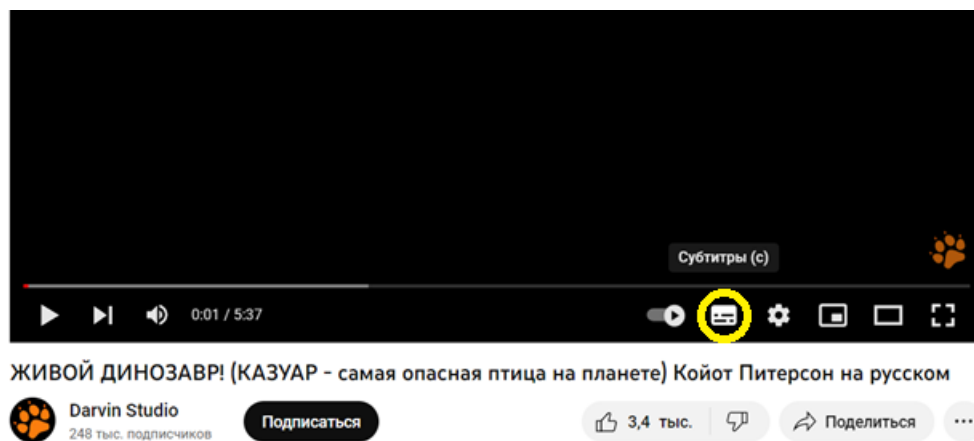 Субтитры (c)
0:01 / 5:37
ЖИВОЙ ДИНОЗАВР! (КАЗУАР - самая опасная птица на планете) Койот Питерсон на русском
Darvin Studio
248 тыс. подписчиков
Подписаться
3,4 тыс.
Поделиться
...